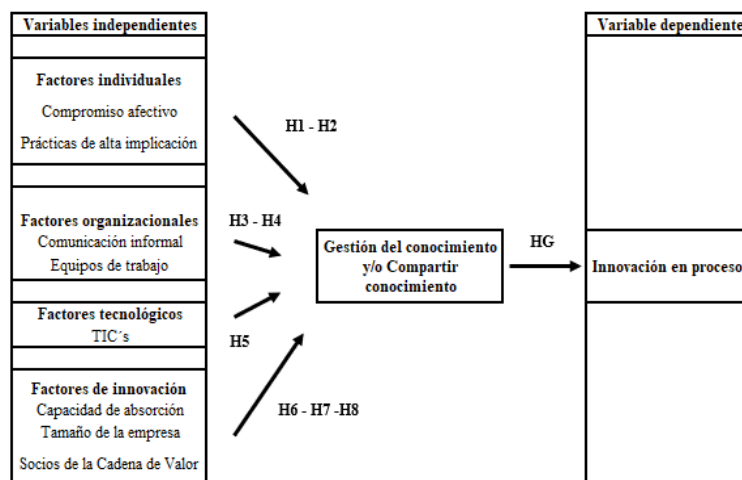 Variables independientes
Variable dependiente
Factores individuales
Compromiso afectivo
Prácticas de alta implicación
H1 - H2
Factores organizacionales
Comunicación informal
Equipos de trabajo
H3 - H4
Gestión del conocimiento
y/o Compartir
conocimiento
HG
Innovación en proceso
Factores tecnológicos
TIC´s
H5
Factores de innovación
Capacidad de absorción
Tamaño de la empresa
Socios de la Cadena de Valor
H6 - H7 -H8